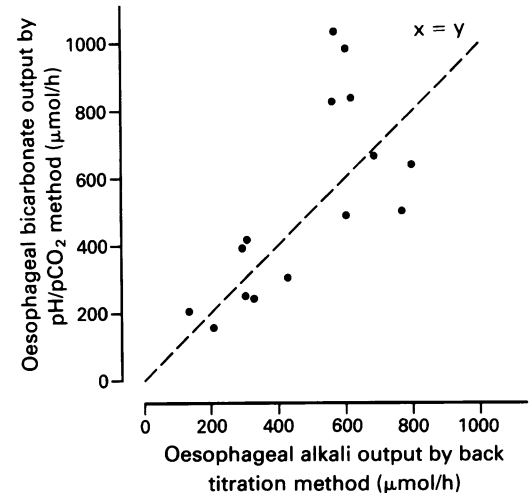 Oesophageal bicarbonate output by
pH/pCO₂ method (μmol/h)
1000
800
600
400
200
0
x = y
0 200 400 600 800 1000
Oesophageal alkali output by back
titration method (μmol/h)